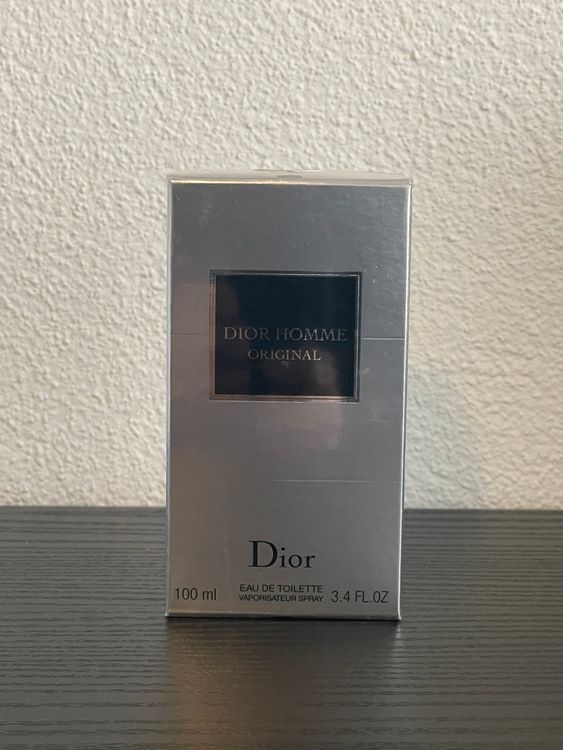 DIOR HOMME
ORIGINAL
Dior
100 ml
EAU DE TOILETTE
VAPORISATEUR SPRAY
3.4 FL.OZ